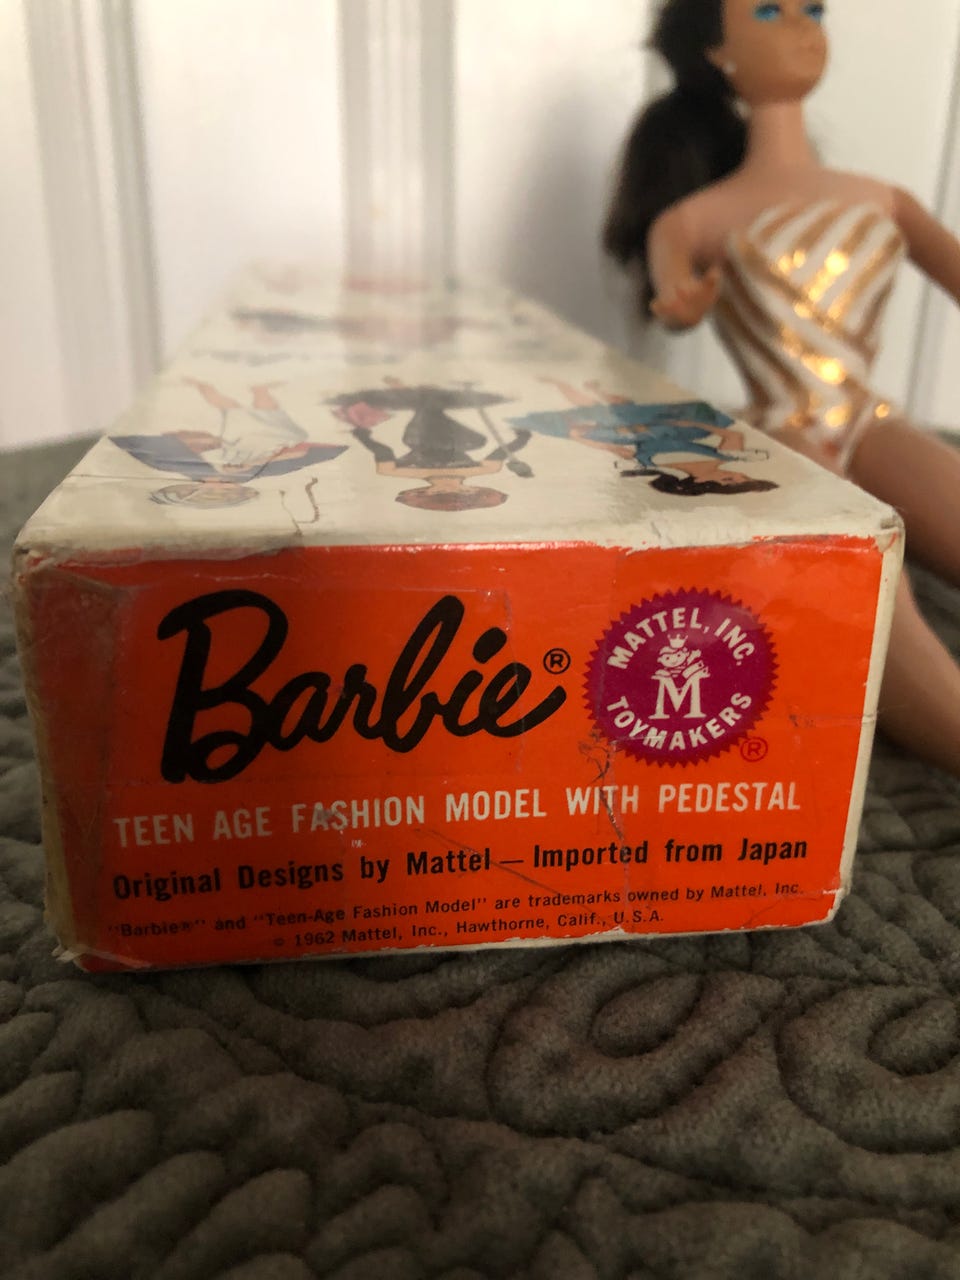 Barbie®
MATTEL, INC.
M
TOYMAKERS
®
TEEN AGE FASHION MODEL WITH PEDESTAL
Original Designs by Mattel — Imported from Japan
"Barbie®" and "Teen-Age Fashion Model" are trademarks owned by Mattel, Inc.
© 1962 Mattel, Inc., Hawthorne, Calif., U.S.A.